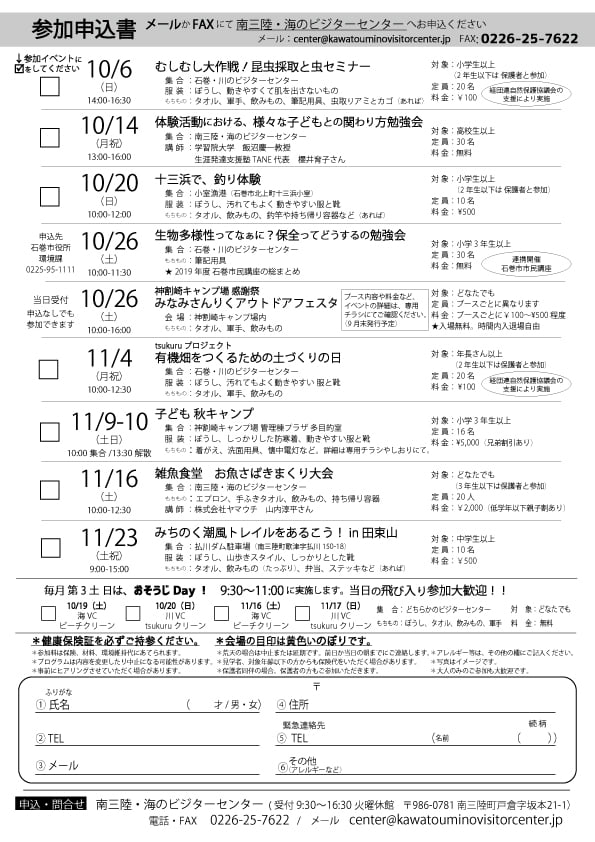 参加申込書 メールかFAXにて 南三陸・海のビジターセンター へお申込ください
メール：center@kawatouminovisitorcenter.jp FAX：0226-25-7622
↓参加イベントに
☑をしてください
10/6
（日）
14:00-16:30
むしむし大作戦！昆虫採取と虫セミナー
集 合：石巻・川のビジターセンター
服 装：ぼうし、動きやすくて肌を出さないもの
もちもの：タオル、軍手、飲みもの、筆記用具、虫取りアミとカゴ（あれば）
対 象：小学生以上
（2年生以下は 保護者と参加）
定 員：20名
料 金：￥100
経団連自然保護協議会の
支援により実施
10/14
（月祝）
13:00-16:00
体験活動における、様々な子どもとの関わり方勉強会
集 合：南三陸・海のビジターセンター
講 師：学習院大学 飯沼慶一教授
生涯発達支援塾 TANE 代表 櫻井育子さん
対 象：高校生以上
定 員：30名
料 金：無料
10/20
（日）
10:00-12:00
十三浜で、釣り体験
集 合：小室漁港（石巻市北上町十三浜小室）
服 装：ぼうし、汚れてもよく 動きやすい服と靴
もちもの：タオル、飲みもの、釣竿や持ち帰り容器など（あれば）
対 象：小学生以上
（2年生以下は 保護者と参加）
定 員：10名
料 金：¥500
申込先
石巻市役所
環境課
0225-95-1111
10/26
（土）
10:00-11:30
生物多様性ってなぁに？保全ってどうするの勉強会
集 合：石巻・川のビジターセンター
もちもの：筆記用具
★2019年度 石巻市民講座の総まとめ
対 象：小学3年生以上
定 員：30名
料 金：無料
連携開催
石巻市市民講座
当日受付
申込なしでも
参加できます
10/26
（土）
10:00-16:00
神割崎キャンプ場 感謝祭
みなみさんりくアウトドアフェスタ
会 場：神割崎キャンプ場内
もちもの：タオル、軍手、飲みもの
ブース内容や料金など、
イベントの詳細は、専用
チラシにてご確認ください。
（9月末発行予定）
対 象：どなたでも
定 員：ブースごとに異なります
料 金：ブースごとに￥100～￥500程度
★入場無料。時間内入退場自由
11/4
（月祝）
10:00-12:30
tsukuru プロジェクト
有機畑をつくるための土づくりの日
集 合：石巻・川のビジターセンター
服 装：ぼうし、汚れてもよく動きやすい 服と靴
もちもの：タオル、軍手、飲みもの
対 象：年長さん以上
（2年生以下は 保護者と参加）
定 員：20名
料 金：¥100
経団連自然保護協議会の
支援により実施
11/9-10
（土日）
10:00 集合 /13:30 解散
子ども 秋キャンプ
集 合：神割崎キャンプ場 管理棟プラザ 多目的室
服 装：ぼうし、しっかりした防寒着、動きやすい服と靴
もちもの：着がえ、洗面用具、懐中電灯など。詳細は専用チラシやしおりにて。
対 象：小学3年生以上
定 員：16名
料 金：¥5,000（兄弟割引あり）
11/16
（土）
10:00-12:30
雑魚食堂 お魚さばきまくり大会
集 合：南三陸・海のビジターセンター
もちもの：エプロン、手ふきタオル、飲みもの、持ち帰り容器
講 師：株式会社ヤマウチ 山内淳平さん
対 象：どなたでも
（3年生以下は保護者と参加）
定 員：20人
料 金：￥2,000（低学年以下親子割あり）
11/23
（土祝）
9:00-15:00
みちのく潮風トレイルをあるこう！ in 田束山
集 合：払川ダム駐車場（南三陸町歌津字払川150-18）
服 装：ぼうし、山歩きスタイル、しっかりとした靴
もちもの：タオル、飲みもの（たっぷり）、弁当、ステッキなど（あれば）
対 象：中学生以上
定 員：10名
料 金：￥500
毎月 第3土日は、おそうじDay！ 9:30～11:00に実施します。当日の飛び入り参加大歓迎！！
10/19（土）
海VC
ビーチクリーン
10/20（日）
川VC
tsukuru クリーン
11/16（土）
海VC
ビーチクリーン
11/17（日）
川VC
tsukuru クリーン
集 合：どちらかのビジターセンター 対 象：どなたでも
もちもの：ぼうし、タオル、飲みもの、軍手 料 金：無料
＊健康保険証を必ずご持参ください。 ＊会場の目印は黄色いのぼりです。
＊参加料は保険、材料、環境維持代にあてられます。 ＊荒天の場合は中止または延期です。前日か当日の朝までにご連絡します。 ＊アレルギー等は、その他の欄にご記入ください。
＊プログラムは内容を変更したり中止になる可能性があります。 ＊見学者、対象年齢以下の方からも保険代をいただく場合があります。 ＊写真はイメージです。
＊事前にヒアリングさせていただく場合があります。 ＊保護者同伴の場合、保護者の方もご参加いただきます。 ＊大人のみのご参加も大歓迎です。
ふりがな
①氏名 （ 才 / 男・女）
〒
④住所
②TEL
緊急連絡先
⑤ TEL （名前 続柄（ ））
③メール
⑥その他
（アレルギーなど）
申込・問合せ 南三陸・海のビジターセンター（受付 9:30～16:30 火曜休館 〒986-0781 南三陸町戸倉字坂本21-1）
電話・FAX 0226-25-7622 / メール center@kawatouminovisitorcenter.jp